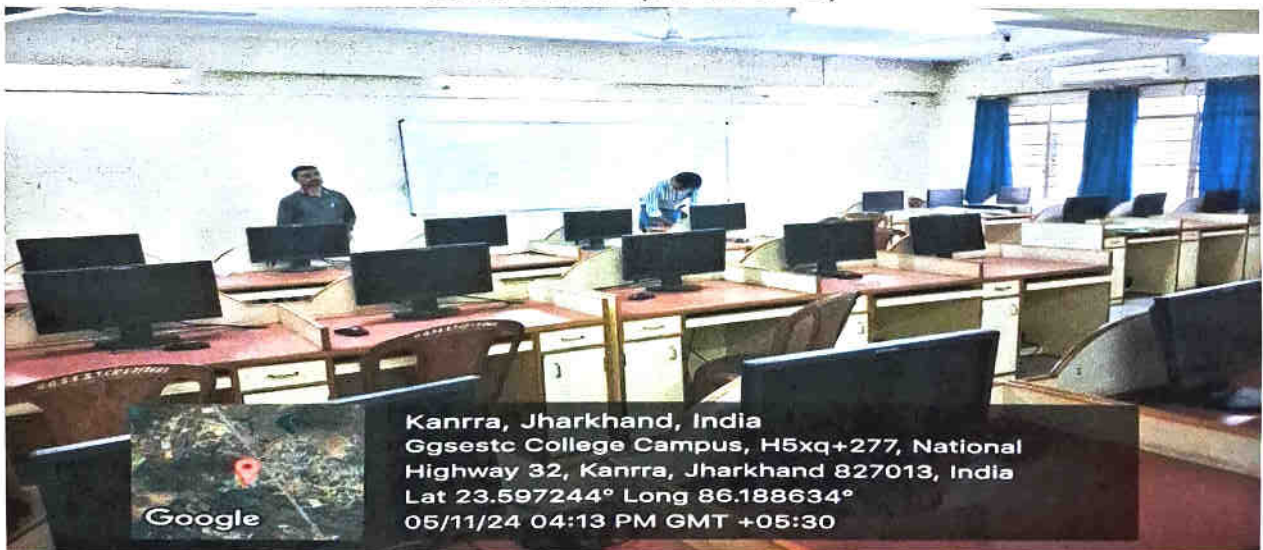 Kanrra, Jharkhand, India
Ggsestc College Campus, H5xq+277, National
Highway 32, Kanrra, Jharkhand 827013, India
Lat 23.597244° Long 86.188634°
05/11/24 04:13 PM GMT +05:30
Google